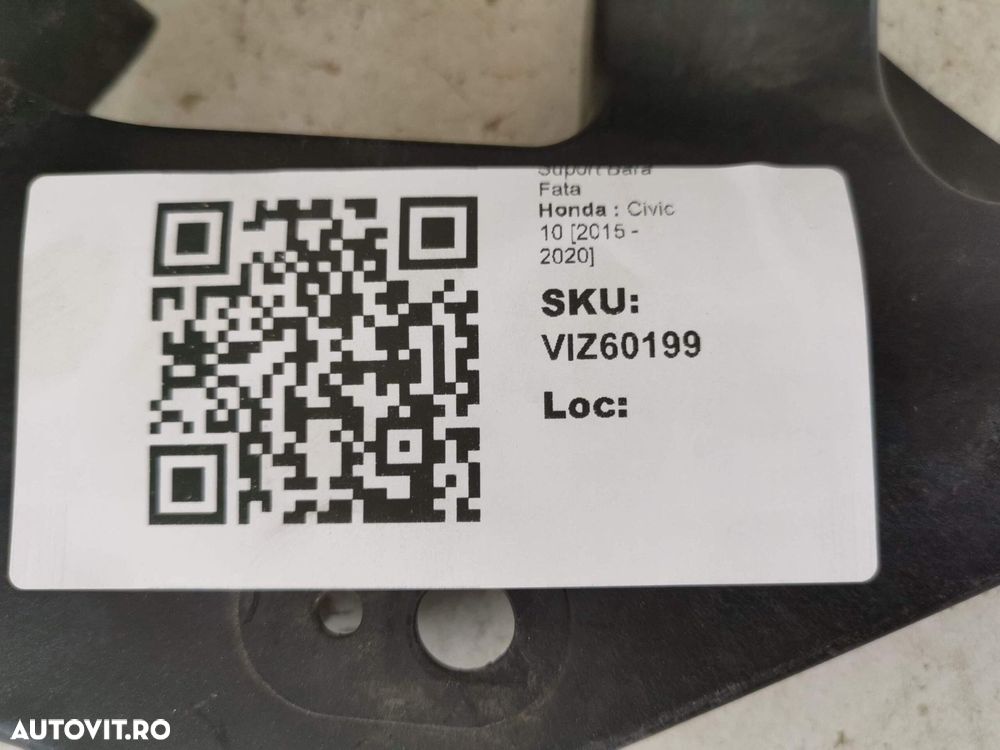 Suport Bara
Fata
Honda : Civic
10 [2015 -
2020]
SKU:
VIZ60199
Loc:
AUTOVIT.RO